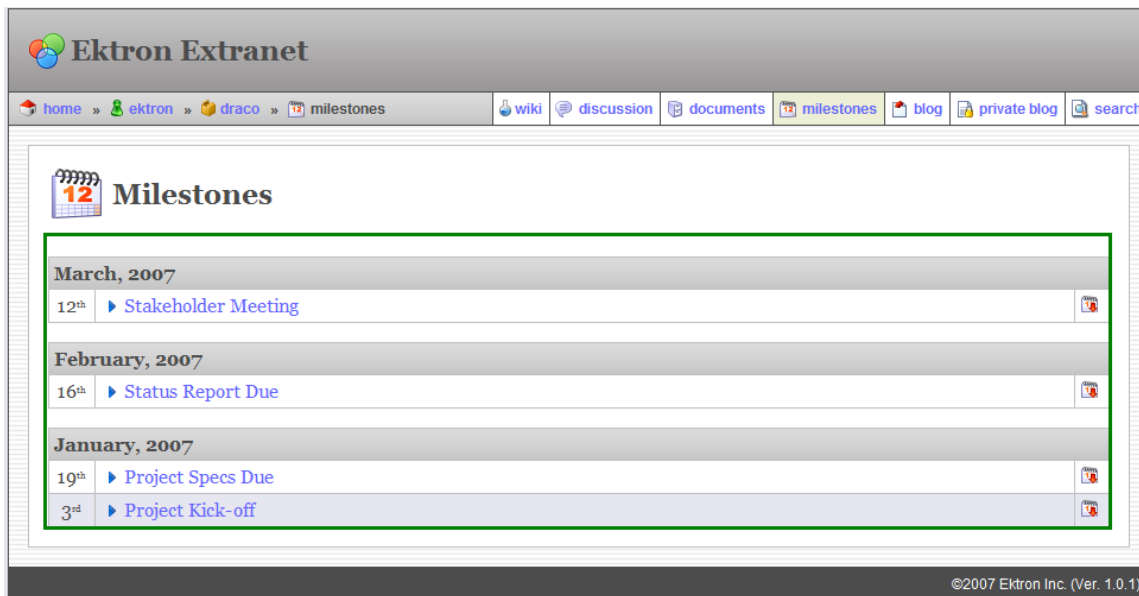 Ektron Extranet
home » ektron » draco » milestones wiki discussion documents milestones blog private blog search
12 Milestones
March, 2007
12th Stakeholder Meeting
February, 2007
16th Status Report Due
January, 2007
19th Project Specs Due
3rd Project Kick-off
©2007 Ektron Inc. (Ver. 1.0.1)